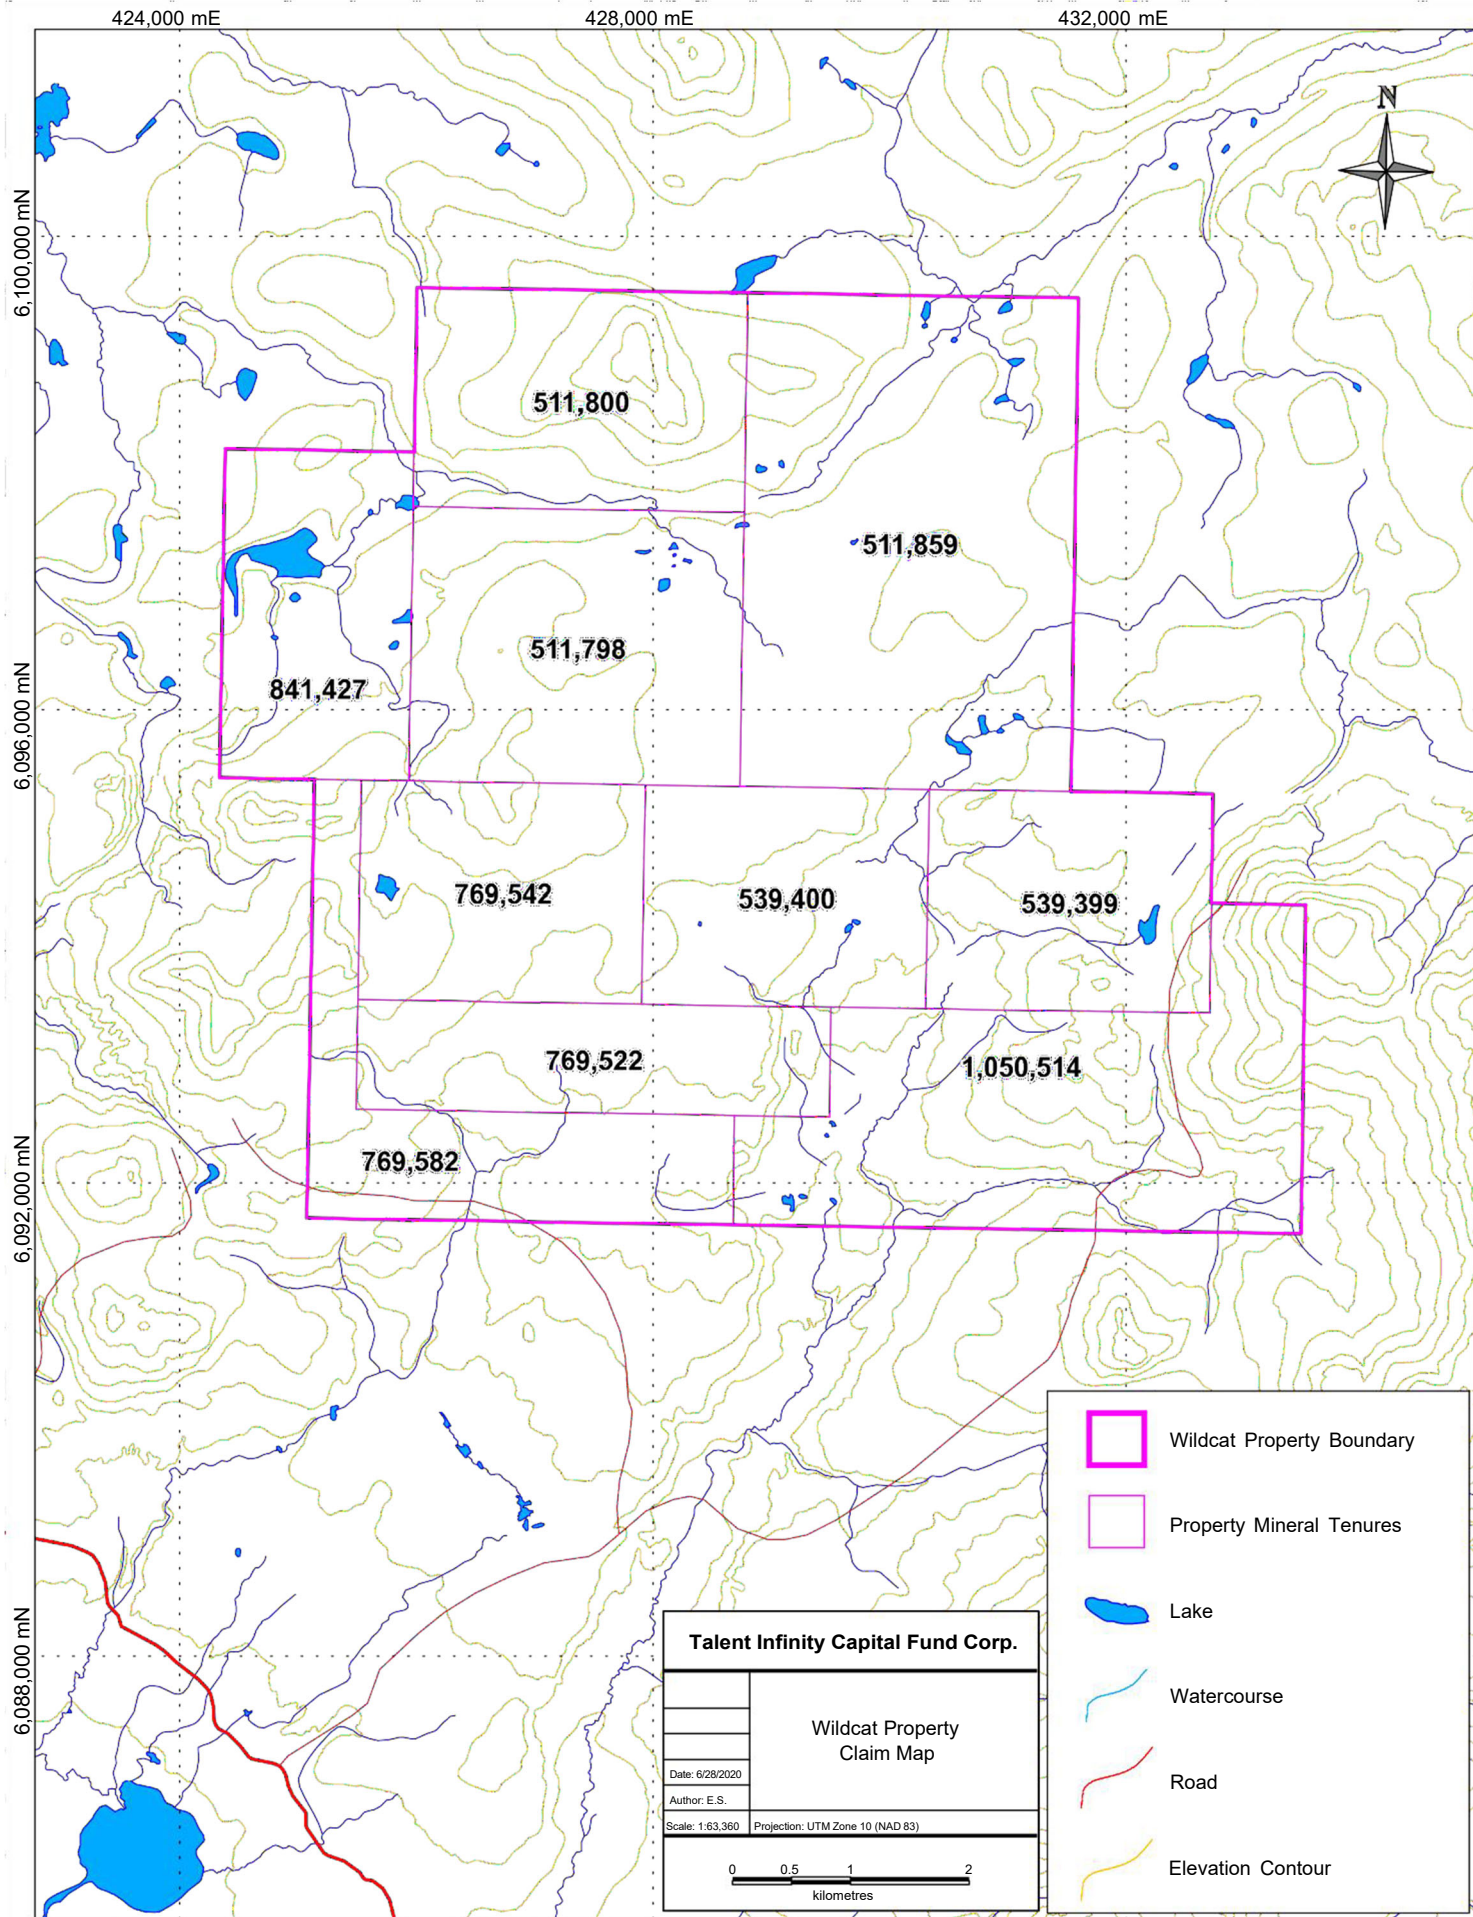 424,000 mE
428,000 mE
432,000 mE
N
6,100,000 mN
511,800
511,859
511,798
841,427
6,096,000 mN
769,542
539,400
539,399
769,522
1,050,514
769,582
6,092,000 mN
6,088,000 mN
Wildcat Property Boundary
Property Mineral Tenures
Lake
Watercourse
Road
Elevation Contour
Talent Infinity Capital Fund Corp.
Wildcat Property
Claim Map
Date: 6/28/2020
Author: E.S.
Scale: 1:63,360
Projection: UTM Zone 10 (NAD 83)
0 0.5 1 2
kilometres